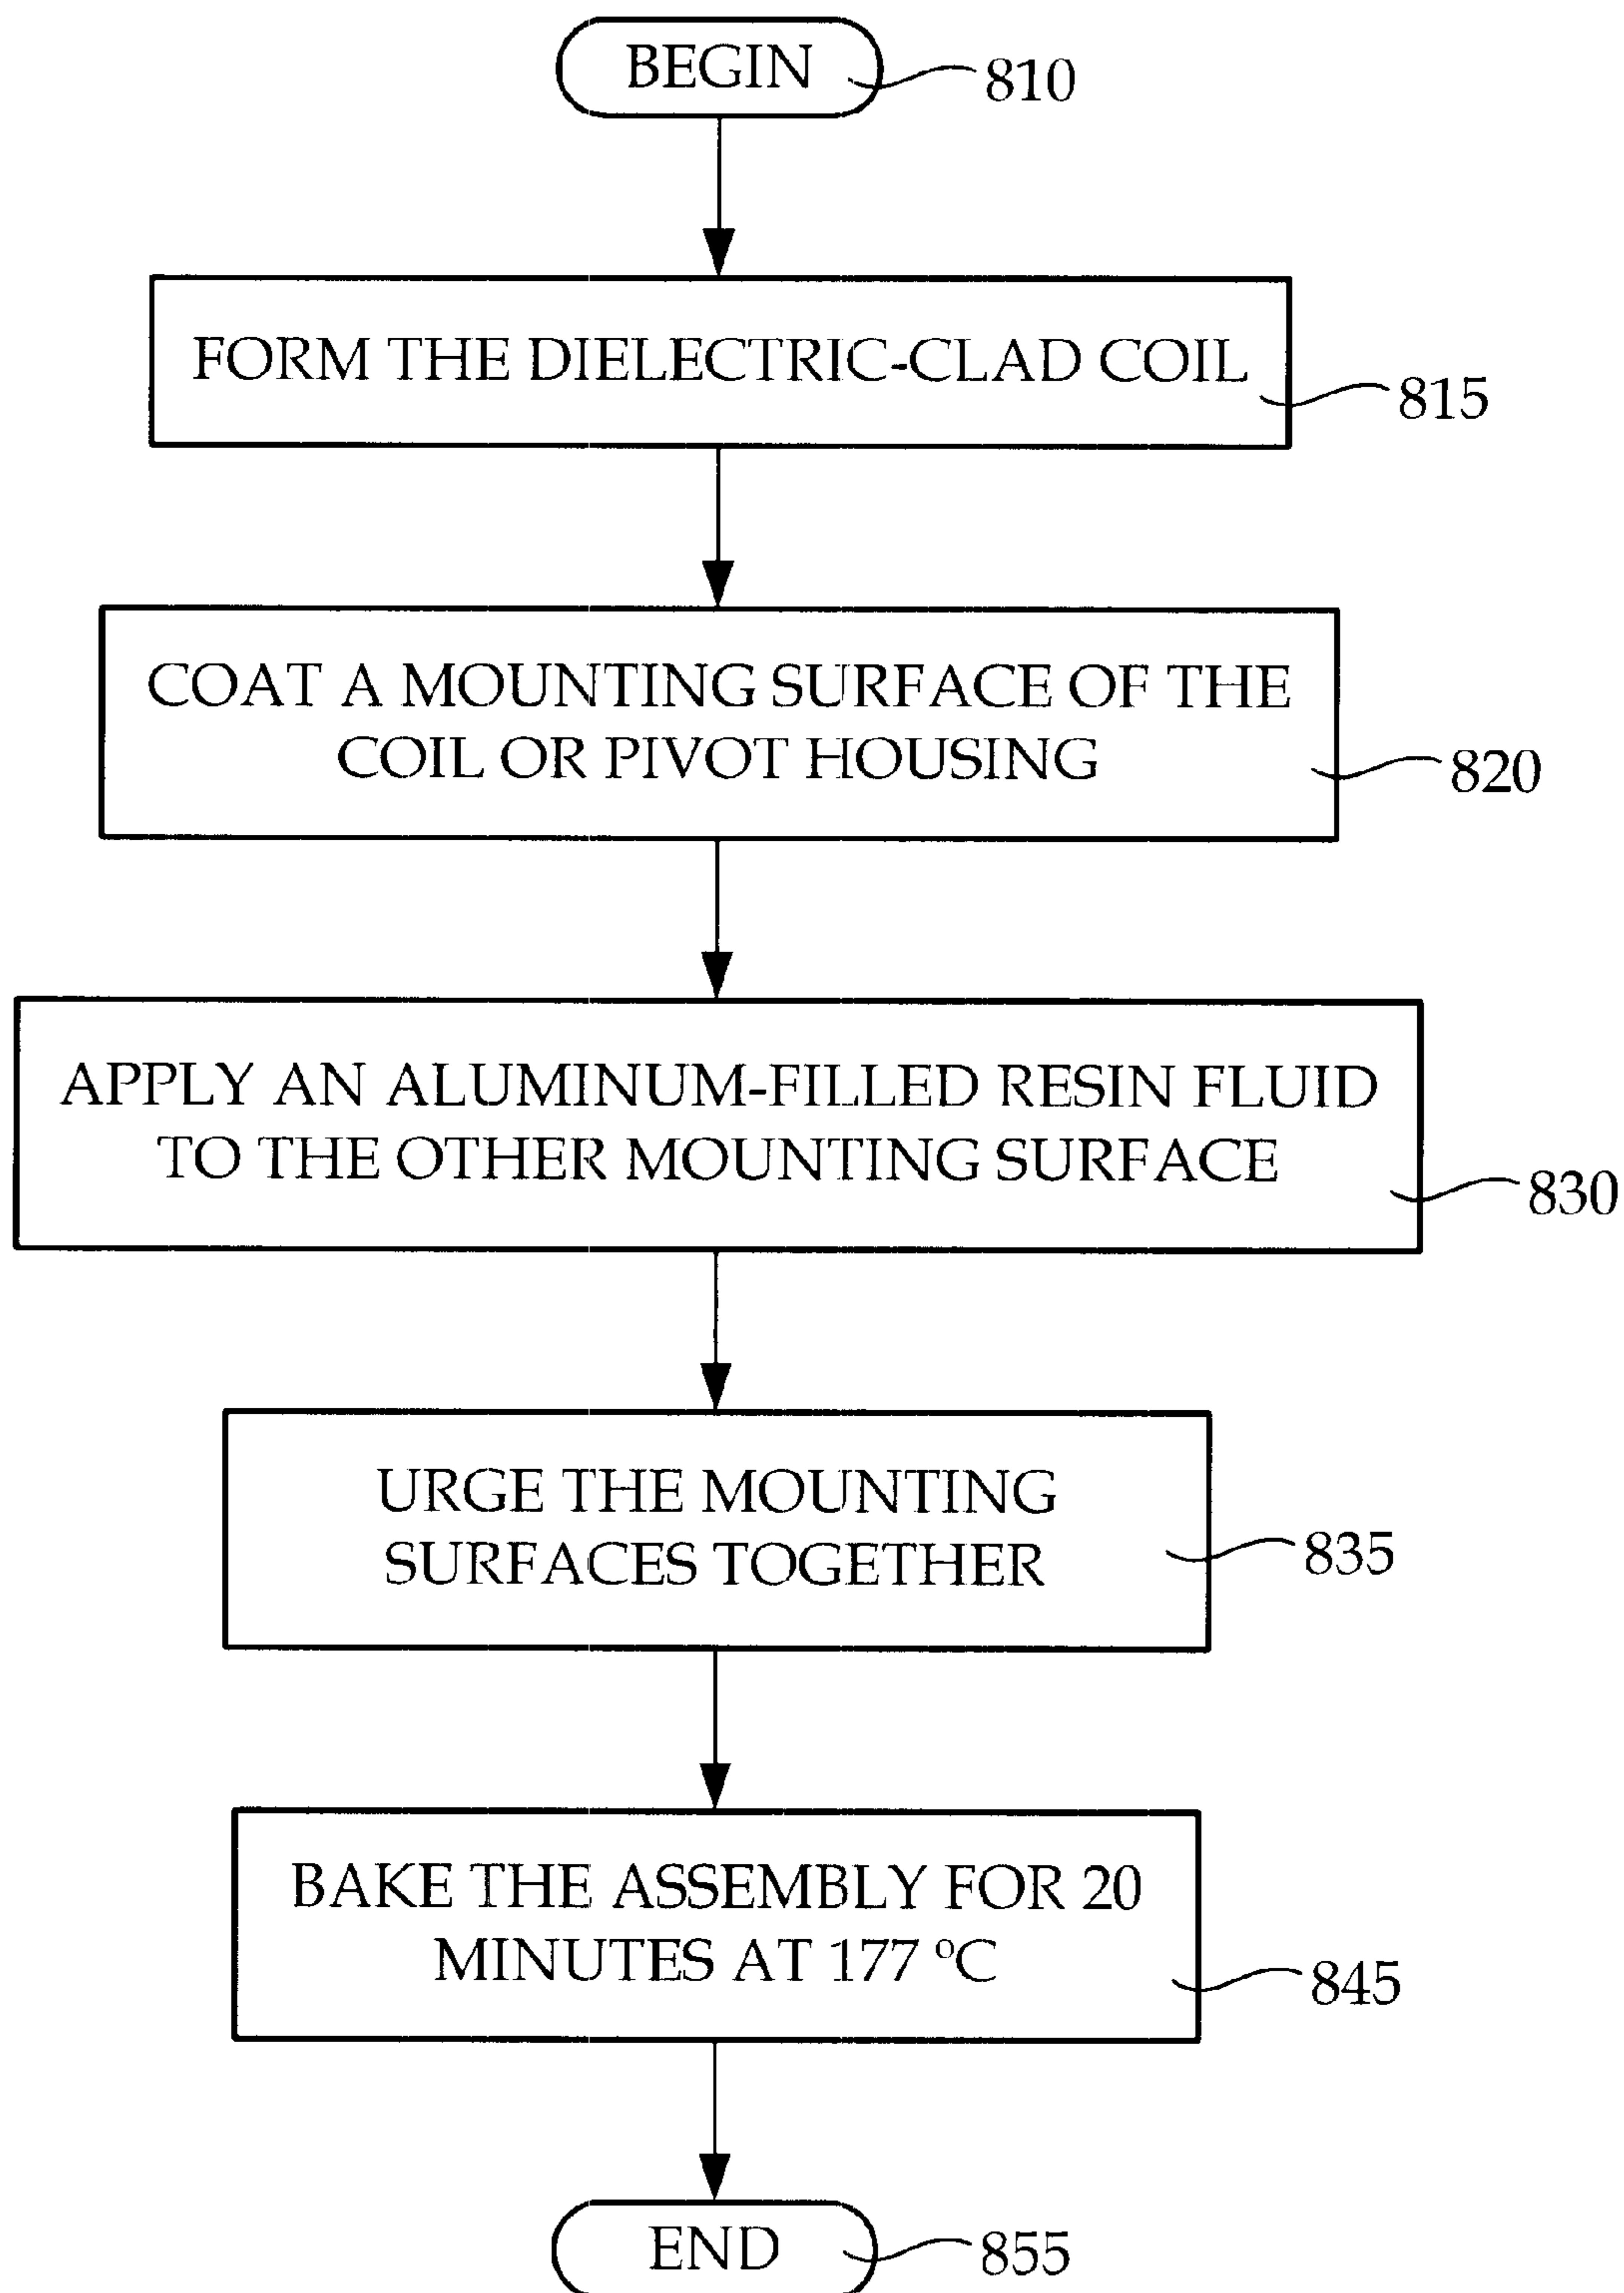 BEGIN
810
FORM THE DIELECTRIC-CLAD COIL
815
COAT A MOUNTING SURFACE OF THE
COIL OR PIVOT HOUSING
820
APPLY AN ALUMINUM-FILLED RESIN FLUID
TO THE OTHER MOUNTING SURFACE
830
URGE THE MOUNTING
SURFACES TOGETHER
835
BAKE THE ASSEMBLY FOR 20
MINUTES AT 177 ºC
845
END
855